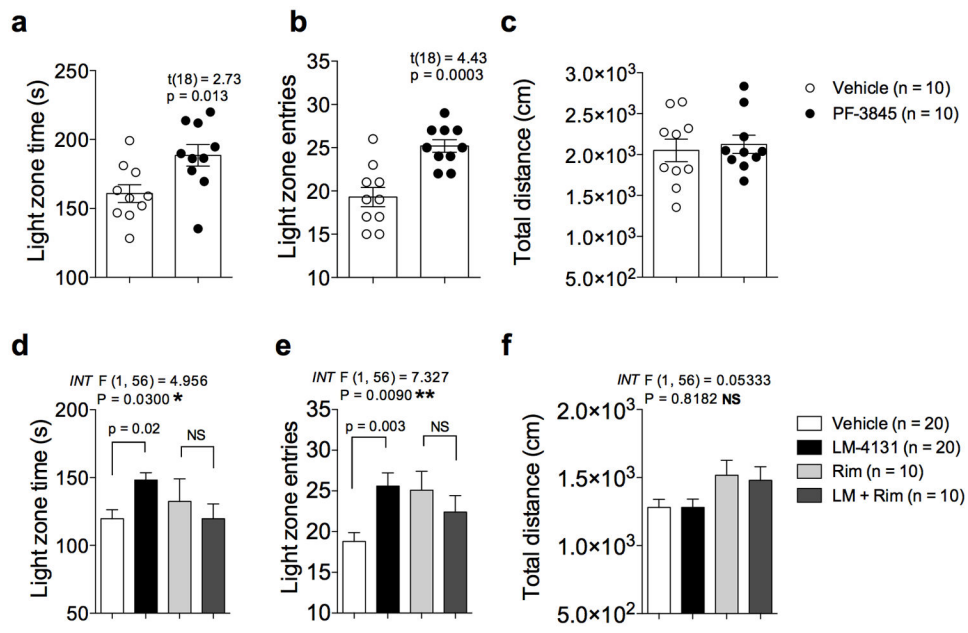 a
t(18) = 2.73
p = 0.013
Light zone time (s)
250
200
150
100
b
t(18) = 4.43
p = 0.0003
Light zone entries
35
30
25
20
15
10
c
Total distance (cm)
3.0×10³
2.5×10³
2.0×10³
1.5×10³
1.0×10³
5.0×10²
Vehicle (n = 10)
PF-3845 (n = 10)
d
INT F (1, 56) = 4.956
P = 0.0300 *
p = 0.02
NS
Light zone time (s)
200
150
100
50
e
INT F (1, 56) = 7.327
P = 0.0090 **
p = 0.003
NS
Light zone entries
35
30
25
20
15
10
f
INT F (1, 56) = 0.05333
P = 0.8182 NS
Total distance (cm)
2.0×10³
1.5×10³
1.0×10³
5.0×10²
Vehicle (n = 20)
LM-4131 (n = 20)
Rim (n = 10)
LM + Rim (n = 10)